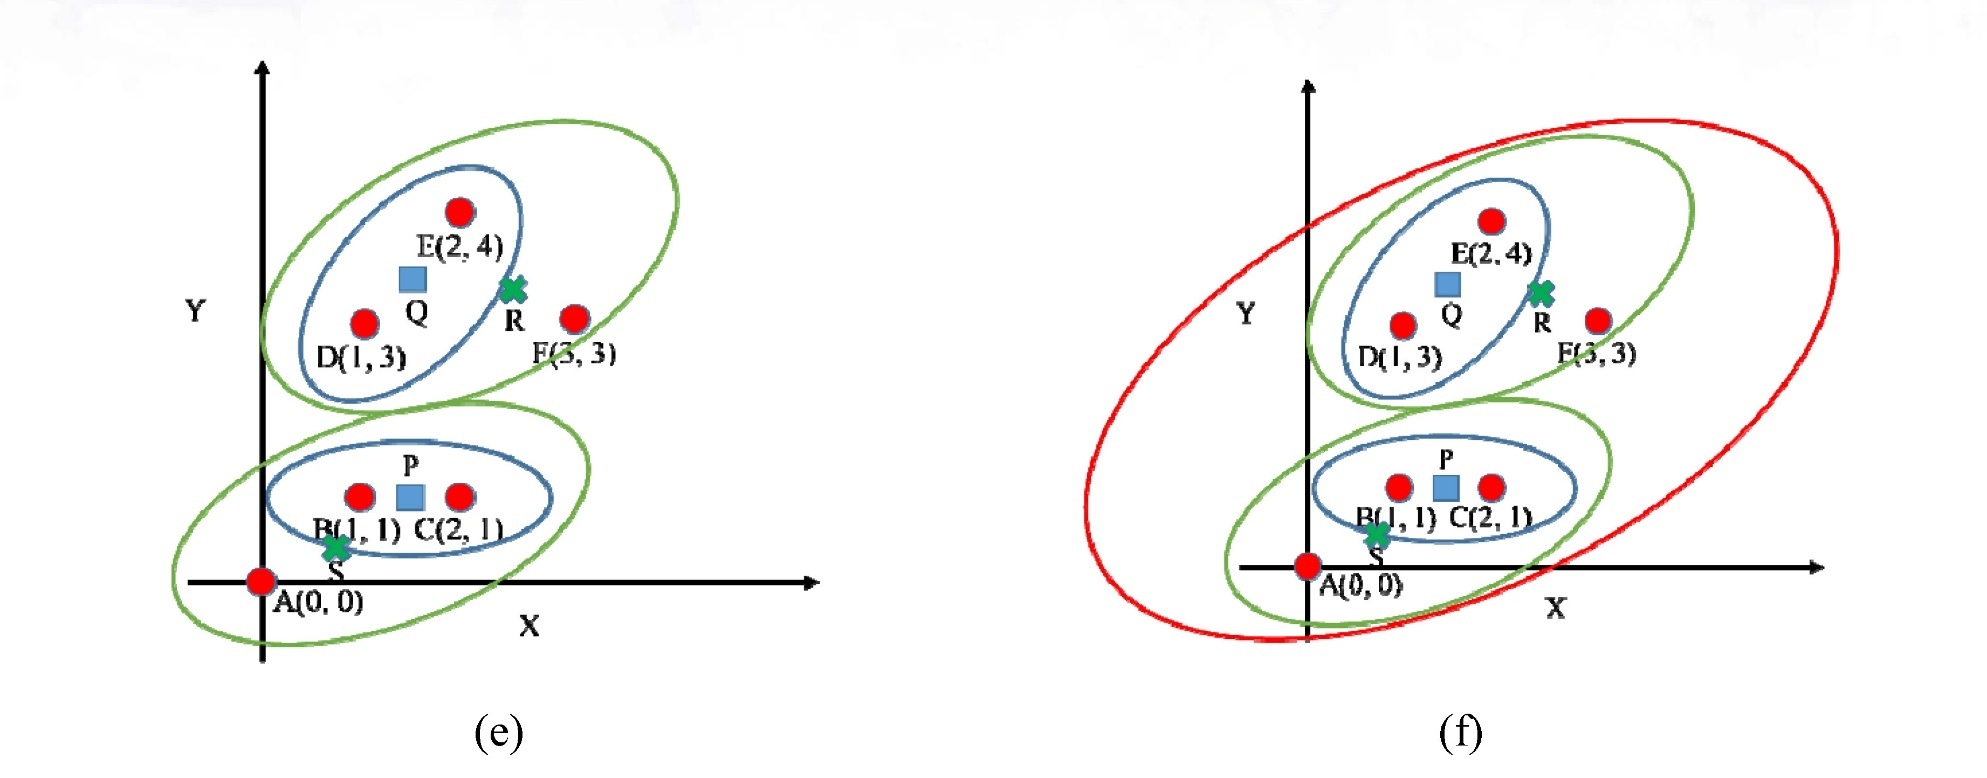 E(2, 4)
Y
Q
R
D(1, 3)
F(3, 3)
P
B(1, 1) C(2, 1)
S
A(0, 0)
X
(e)
E(2, 4)
Y
Q
R
D(1, 3)
F(3, 3)
P
B(1, 1) C(2, 1)
S
A(0, 0)
X
(f)